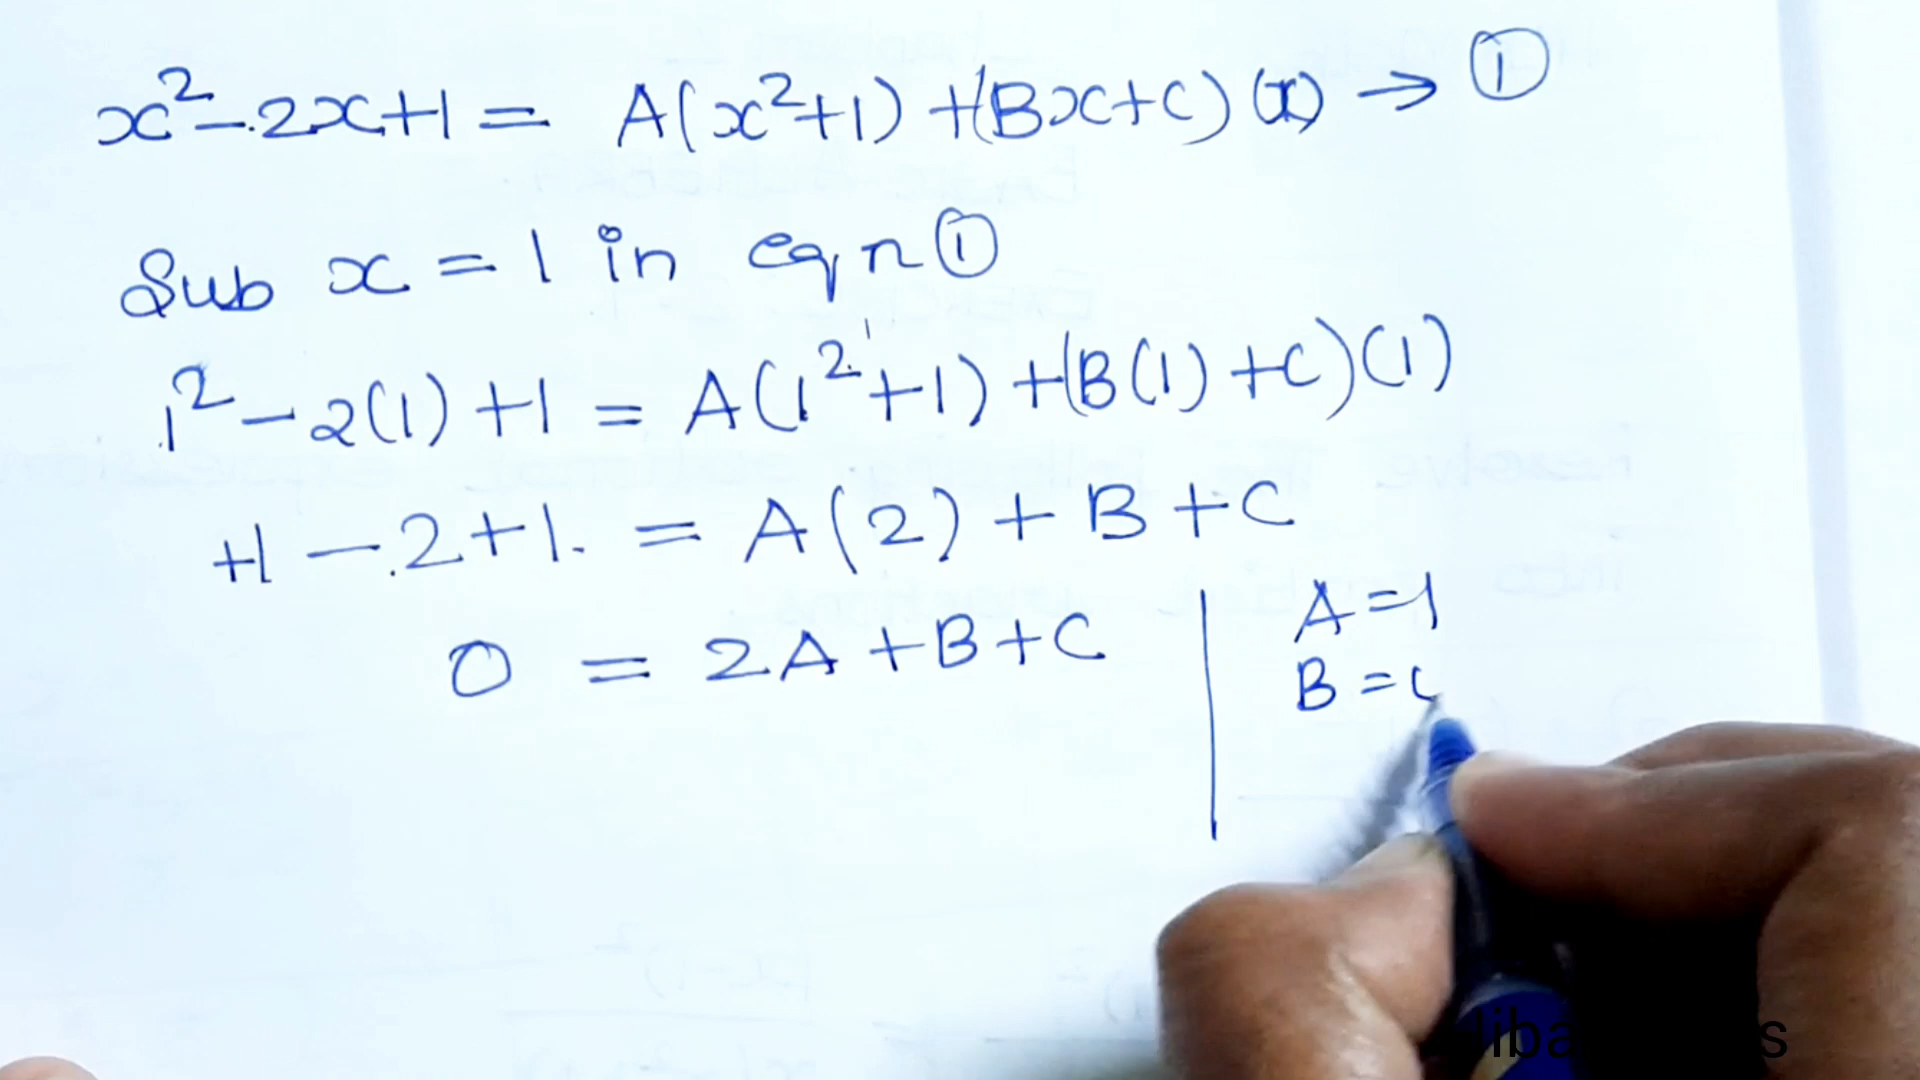 x² - 2x + 1 = A(x² + 1) + (Bx + C)(x) → ①
Sub x = 1 in eqn ①
1² - 2(1) + 1 = A(1² + 1) + (B(1) + C)(1)
+1 - 2 + 1 = A(2) + B + C
0 = 2A + B + C
A = 1
B =